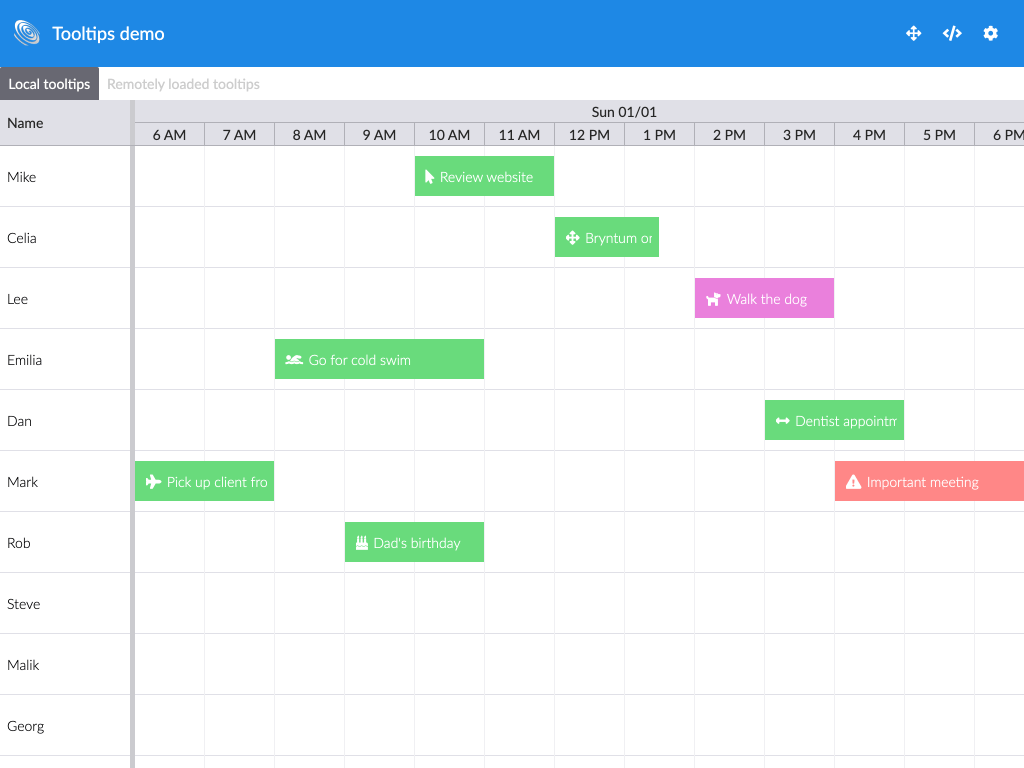 Tooltips demo
Local tooltips Remotely loaded tooltips
Name
Sun 01/01
6 AM 7 AM 8 AM 9 AM 10 AM 11 AM 12 PM 1 PM 2 PM 3 PM 4 PM 5 PM 6 PM
Mike Review website
Celia Bryntum or
Lee Walk the dog
Emilia Go for cold swim
Dan Dentist appointm
Mark Pick up client fro Important meeting
Rob Dad's birthday
Steve
Malik
Georg